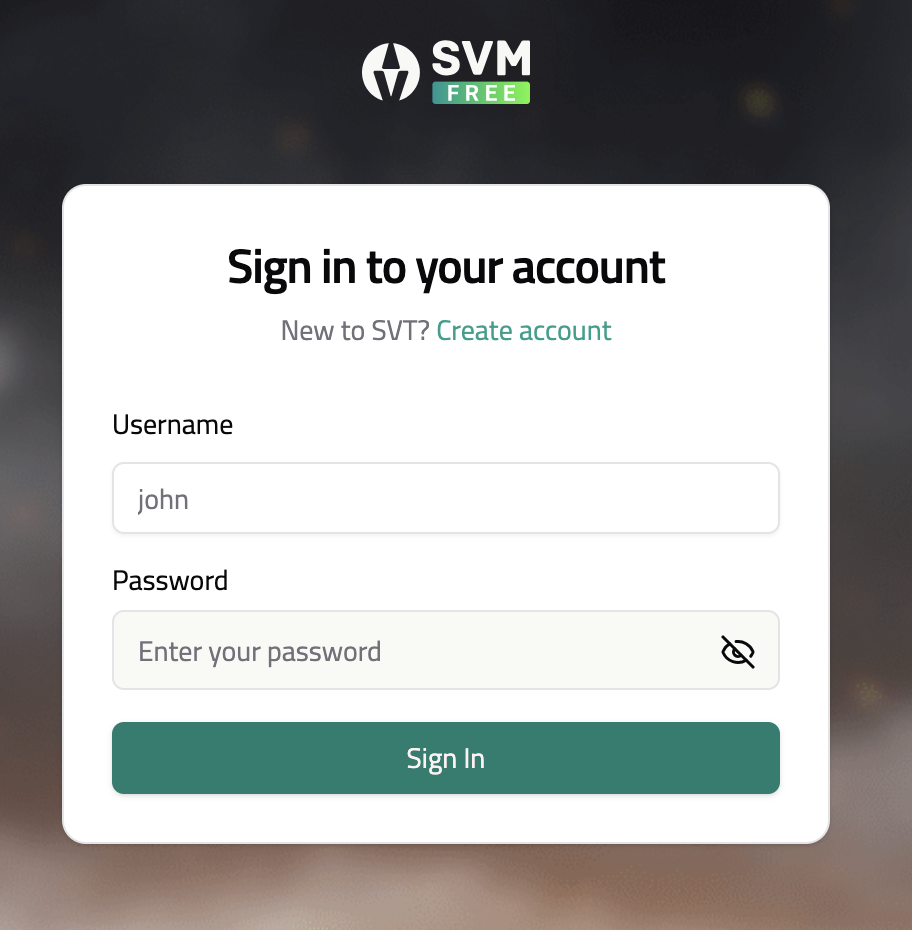 SVM
FREE
Sign in to your account
New to SVT? Create account
Username
john
Password
Enter your password
Sign In